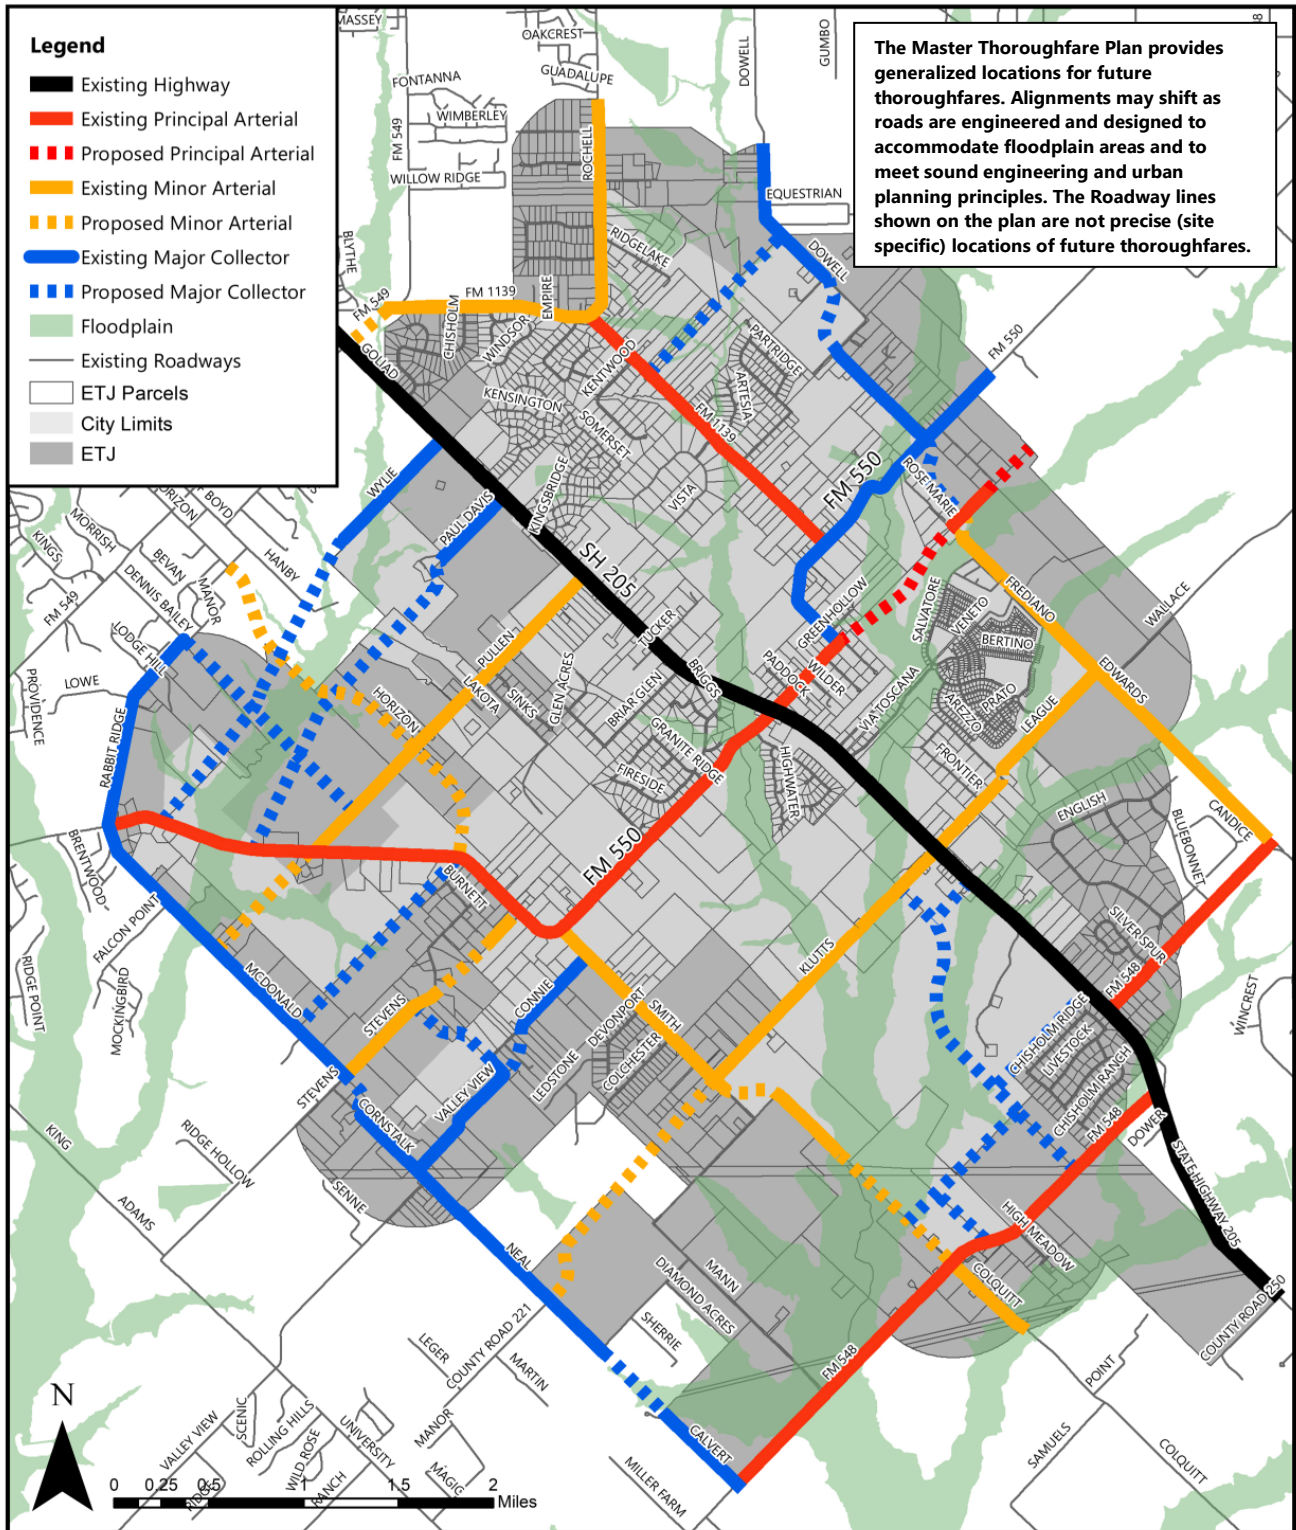 Legend
Existing Highway
Existing Principal Arterial
Proposed Principal Arterial
Existing Minor Arterial
Proposed Minor Arterial
Existing Major Collector
Proposed Major Collector
Floodplain
Existing Roadways
ETJ Parcels
City Limits
ETJ
The Master Thoroughfare Plan provides
generalized locations for future
thoroughfares. Alignments may shift as
roads are engineered and designed to
accommodate floodplain areas and to
meet sound engineering and urban
planning principles. The Roadway lines
shown on the plan are not precise (site
specific) locations of future thoroughfares.
MASSEY
OAKCREST
GUADALUPE
FONTANNA
WIMBERLEY
FM 549
WILLOW RIDGE
ROCHELL
DOWELL
GUMBO
EQUESTRIAN
BLYTHE
RIDGELAKE
DOWELL
FM 549
FM 1139
EMPIRE
CHISHOLM
WINDSOR
GOLIAD
KENTWOOD
PARTRIDGE
ARTESIA
FM 550
KENSINGTON
SOMERSET
FM 1139
WYLIE
PAUL DAVIS
KINGSBRIDGE
VISTA
FM 550
ROSE MARIE
BOYD
MORRISH
KINGS
BEVAN
HANBY
DENNIS BAILEY
MANOR
FM 549
LODGE HILL
SH 205
TUCKER
GREENHOLLOW
SALVATORE
VENETO
FREDIANO
BERTINO
WALLACE
LOWE
PROVIDENCE
RABBIT RIDGE
PULLEN
LAKOTA
HORIZON
SINKS
GLEN ACRES
BRIAR GLEN
BRIGGS
PADDOCK
WILDER
VIA TOSCANA
PRATO
AREZZO
LEAGUE
EDWARDS
GRANITE RIDGE
FIRESIDE
HIGHWATER
FRONTIER
ENGLISH
CANDICE
BLUEBONNET
BRENTWOOD
FALCON POINT
BURNETT
FM 550
SILVER SPUR
FM 548
RIDGE POINT
MOCKINGBIRD
MCDONALD
STEVENS
CONNIE
DEVONPORT
SMITH
KLUTTS
WINCREST
CHISHOLM RIDGE
LIVESTOCK
CHISHOLM RANCH
COLCHESTER
LEDSTONE
VALLEY VIEW
STEVENS
CORNSTALK
FM 548
DOWER
STATE HIGHWAY 205
KING
RIDGE HOLLOW
ADAMS
SENNE
NEAL
HIGH MEADOW
COLQUITT
MANN
DIAMOND ACRES
SHERRIE
COUNTY ROAD 250
COUNTY ROAD 221
LEGER
MARTIN
FM 548
POINT
CALVERT
MANOR
MAGIC
MILLER FARM
SAMUELS
COLQUITT
SCENIC
VALLEY VIEW
ROLLING HILLS
WILD ROSE
UNIVERSITY
RANCH
RIDGE
N
0 0.25 0.5 1 1.5 2
Miles